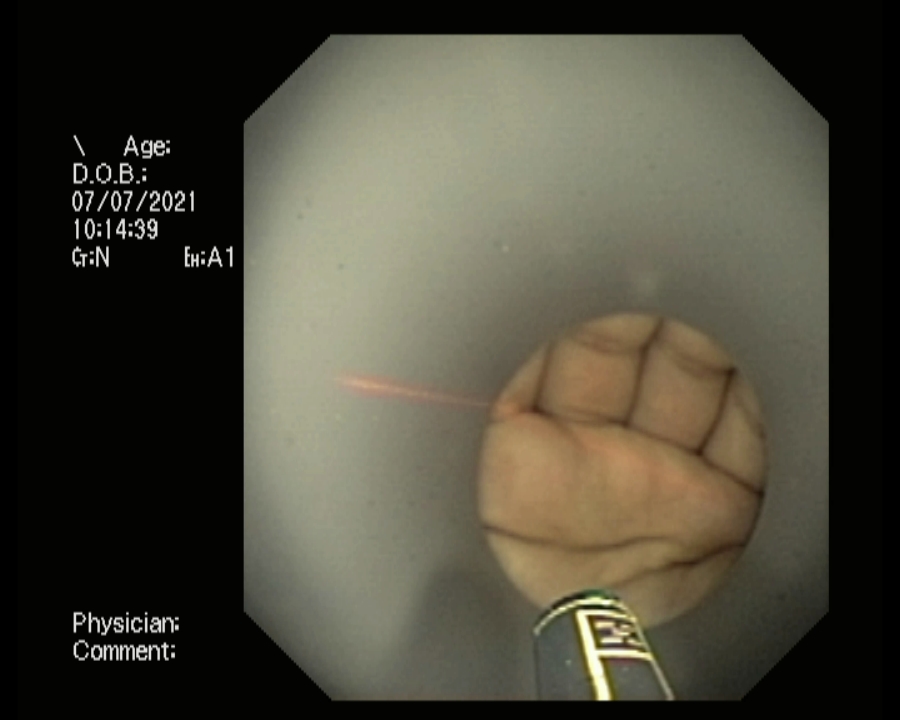 \ Age:
D.O.B.:
07/07/2021
10:14:39
Cr:N EH:A1
Physician:
Comment: